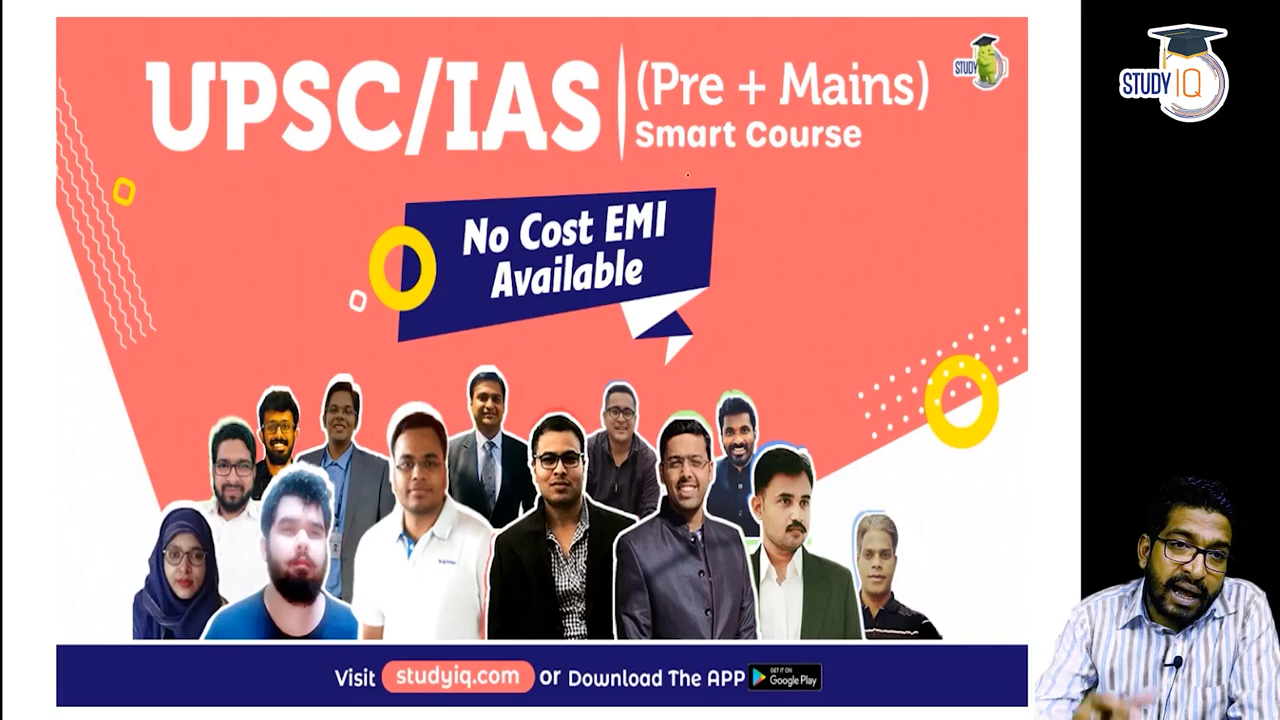 UPSC/IAS
(Pre + Mains)
Smart Course
STUDY
No Cost EMI
Available
Visit studyiq.com or Download The APP
GET IT ON
Google Play
STUDY IQ